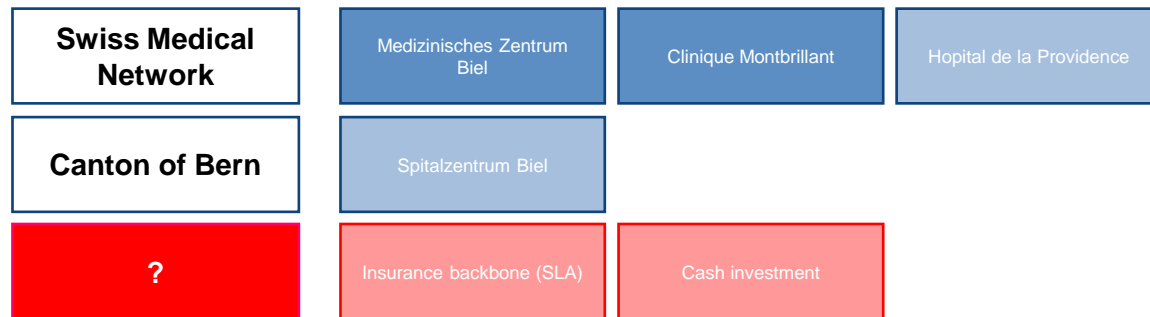 Swiss Medical
Network
Medizinisches Zentrum
Biel
Clinique Montbrillant
Hopital de la Providence
Canton of Bern
Spitalzentrum Biel
?
Insurance backbone (SLA)
Cash investment